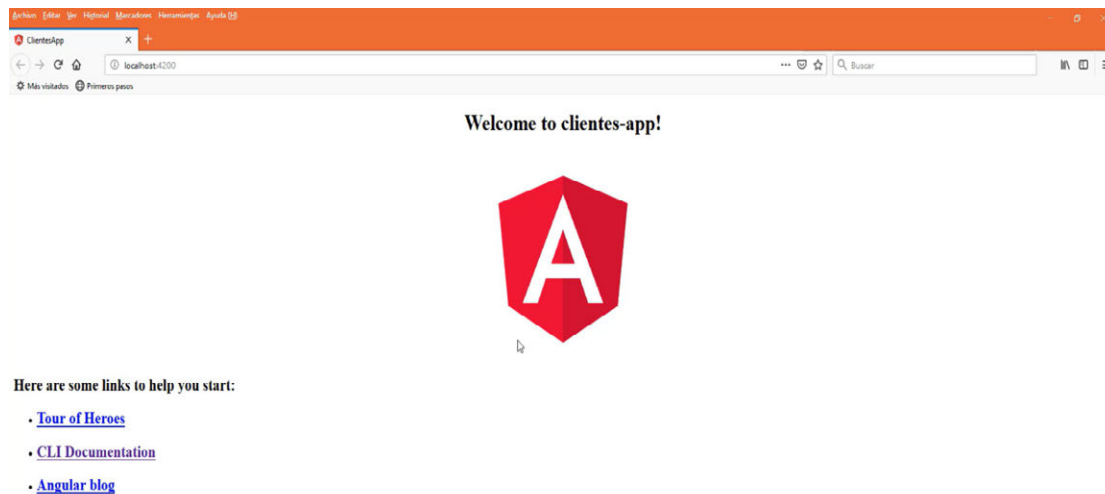 Archivo Editar Ver Historial Marcadores Herramientas Ayuda (H)
ClientesApp
localhost:4200
Buscar
Más visitados Primeros pasos
Welcome to clientes-app!
A
Here are some links to help you start:
• Tour of Heroes
• CLI Documentation
• Angular blog